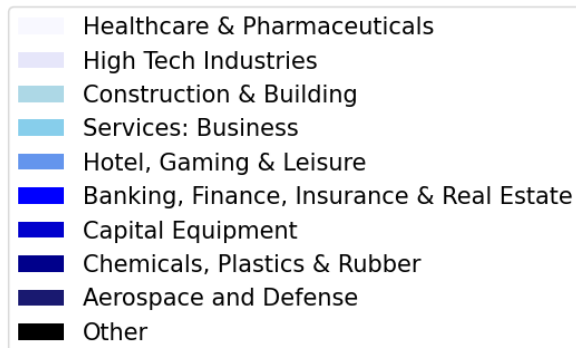 Healthcare & Pharmaceuticals
High Tech Industries
Construction & Building
Services: Business
Hotel, Gaming & Leisure
Banking, Finance, Insurance & Real Estate
Capital Equipment
Chemicals, Plastics & Rubber
Aerospace and Defense
Other